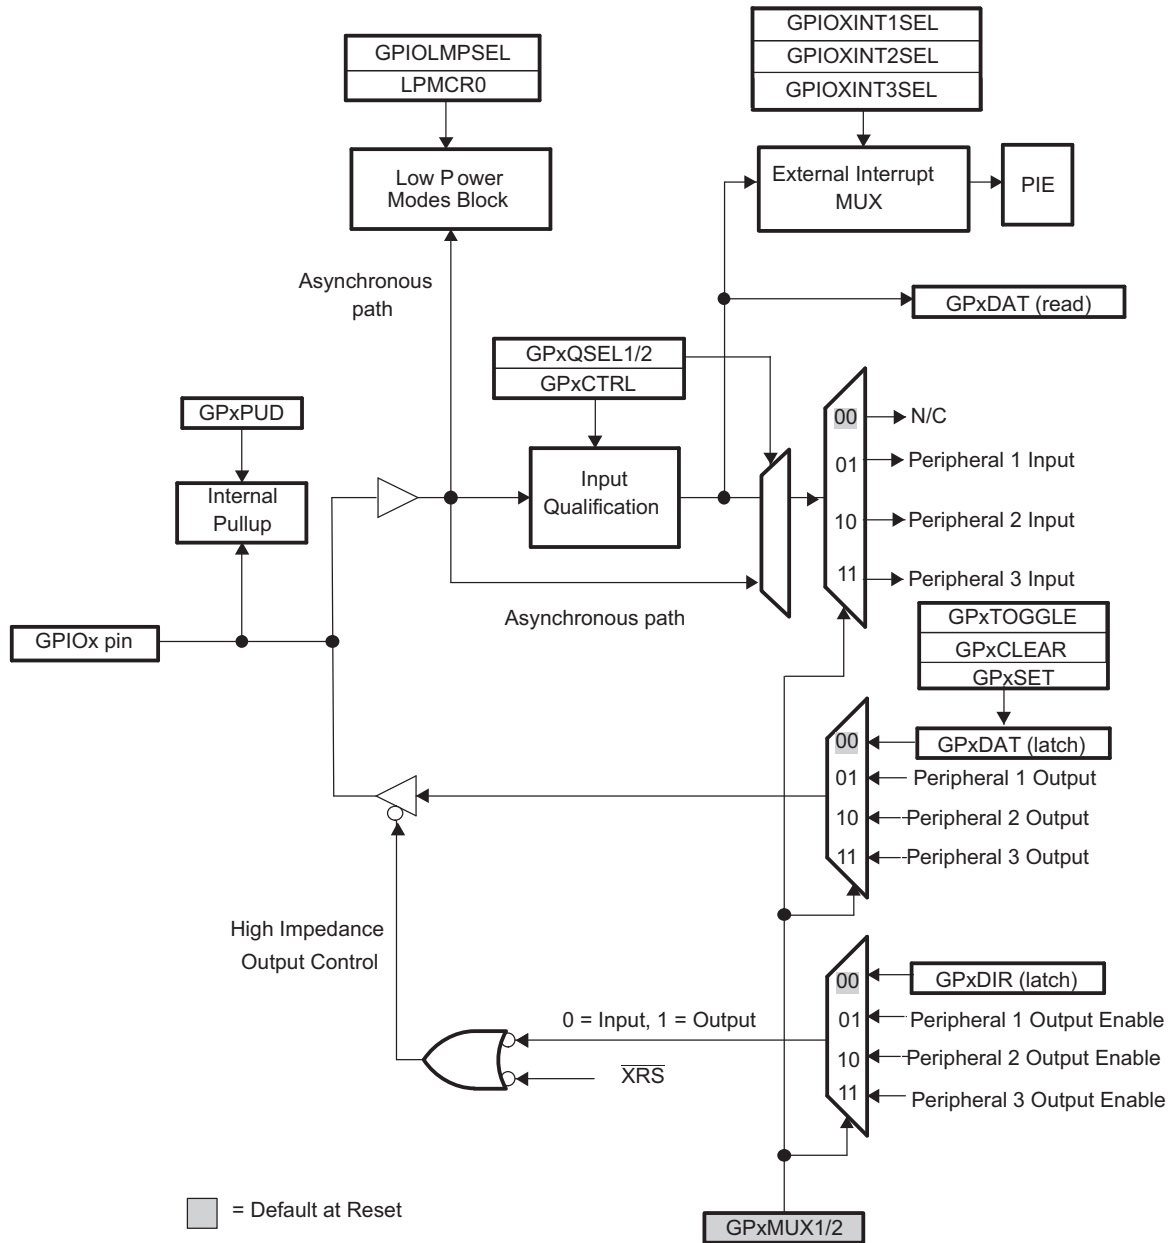 GPIOXINT1SEL
GPIOXINT2SEL
GPIOXINT3SEL
GPIOLMPSEL
LPMCR0
Low Power
Modes Block
External Interrupt
MUX
PIE
Asynchronous
path
GPxDAT (read)
GPxQSEL1/2
GPxCTRL
GPxPUD
Internal
Pullup
Input
Qualification
00
N/C
01
Peripheral 1 Input
10
Peripheral 2 Input
11
Peripheral 3 Input
Asynchronous path
GPIOx pin
GPxTOGGLE
GPxCLEAR
GPxSET
00
GPxDAT (latch)
01
Peripheral 1 Output
10
Peripheral 2 Output
11
Peripheral 3 Output
High Impedance
Output Control
00
GPxDIR (latch)
0 = Input, 1 = Output
01
Peripheral 1 Output Enable
10
Peripheral 2 Output Enable
XRS
11
Peripheral 3 Output Enable
= Default at Reset
GPxMUX1/2